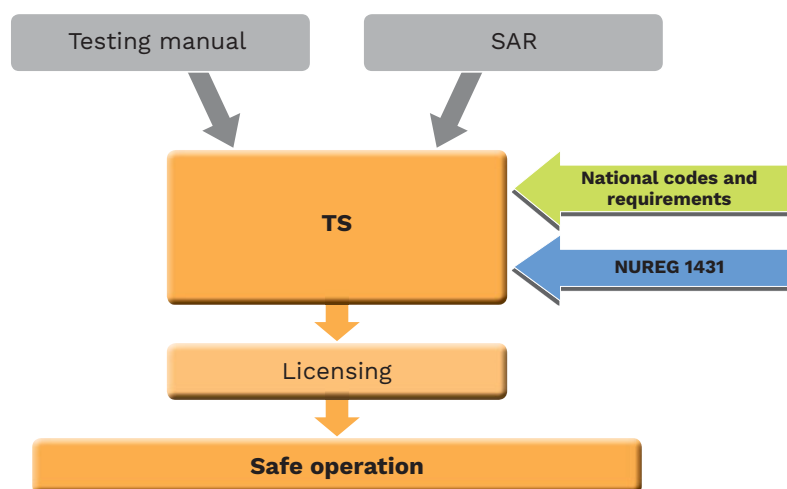 Testing manual
SAR
TS
National codes and
requirements
NUREG 1431
Licensing
Safe operation